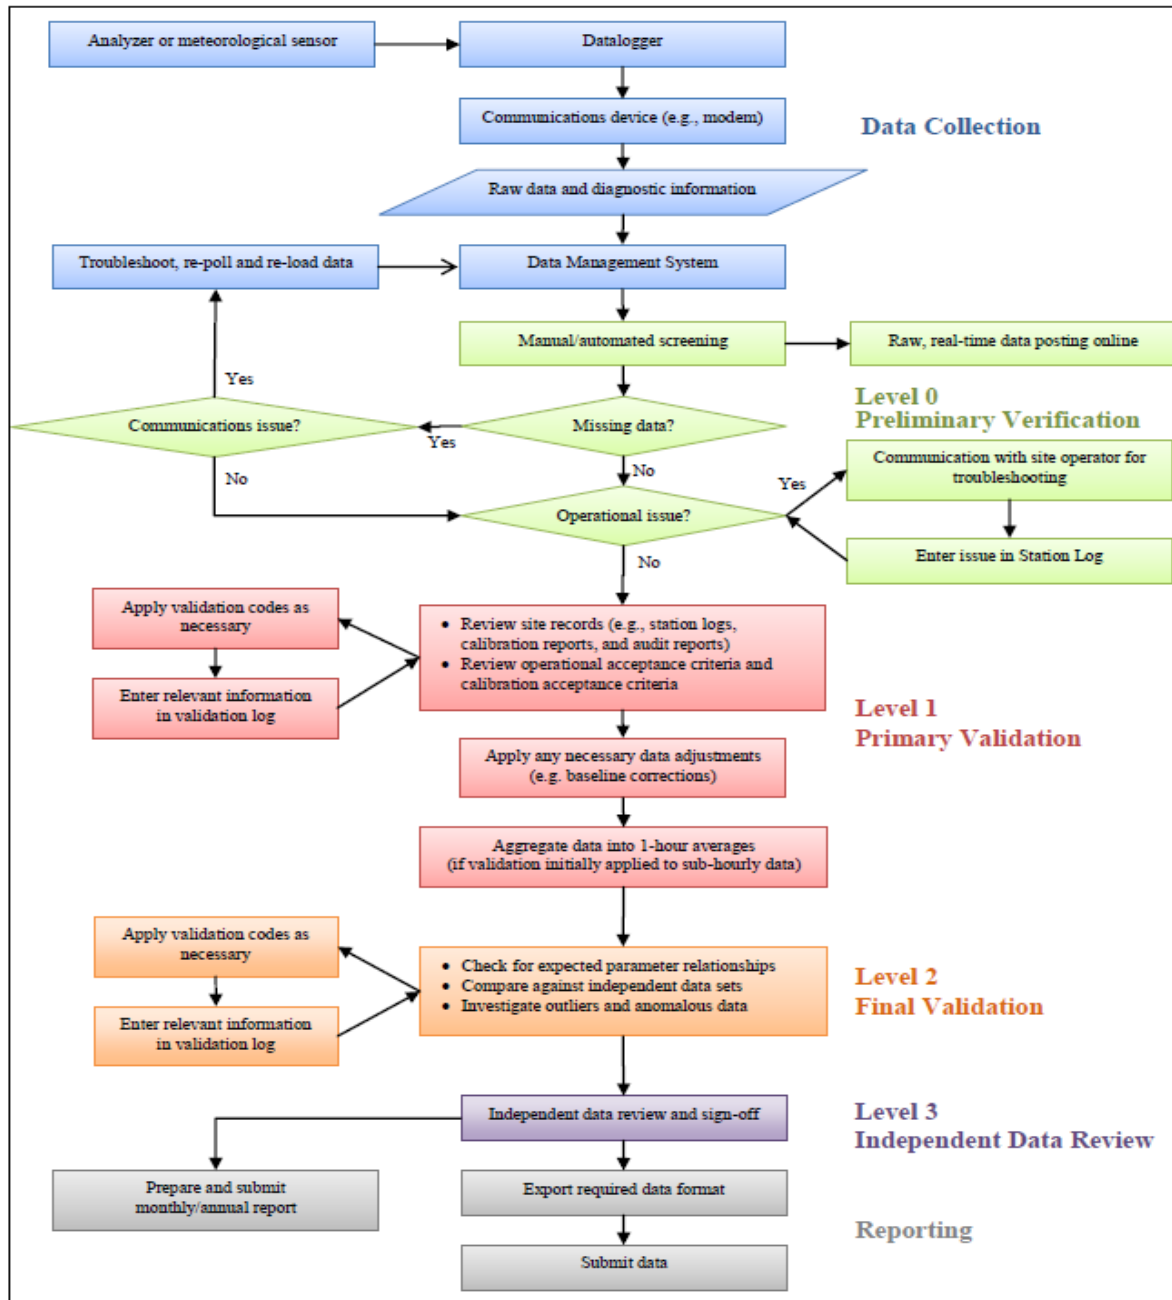 Analyzer or meteorological sensor
Datalogger
Communications device (e.g., modem)
Data Collection
Raw data and diagnostic information
Troubleshoot, re-poll and re-load data
Data Management System
Manual/automated screening
Raw, real-time data posting online
Yes
Level 0
Preliminary Verification
Communications issue?
Yes
Missing data?
Communication with site operator for
troubleshooting
No
No
Yes
Operational issue?
Enter issue in Station Log
No
Apply validation codes as
necessary
• Review site records (e.g., station logs,
calibration reports, and audit reports)
• Review operational acceptance criteria and
calibration acceptance criteria
Enter relevant information
in validation log
Level 1
Primary Validation
Apply any necessary data adjustments
(e.g. baseline corrections)
Aggregate data into 1-hour averages
(if validation initially applied to sub-hourly data)
Apply validation codes as
necessary
• Check for expected parameter relationships
• Compare against independent data sets
• Investigate outliers and anomalous data
Enter relevant information
in validation log
Level 2
Final Validation
Independent data review and sign-off
Level 3
Independent Data Review
Prepare and submit
monthly/annual report
Export required data format
Reporting
Submit data